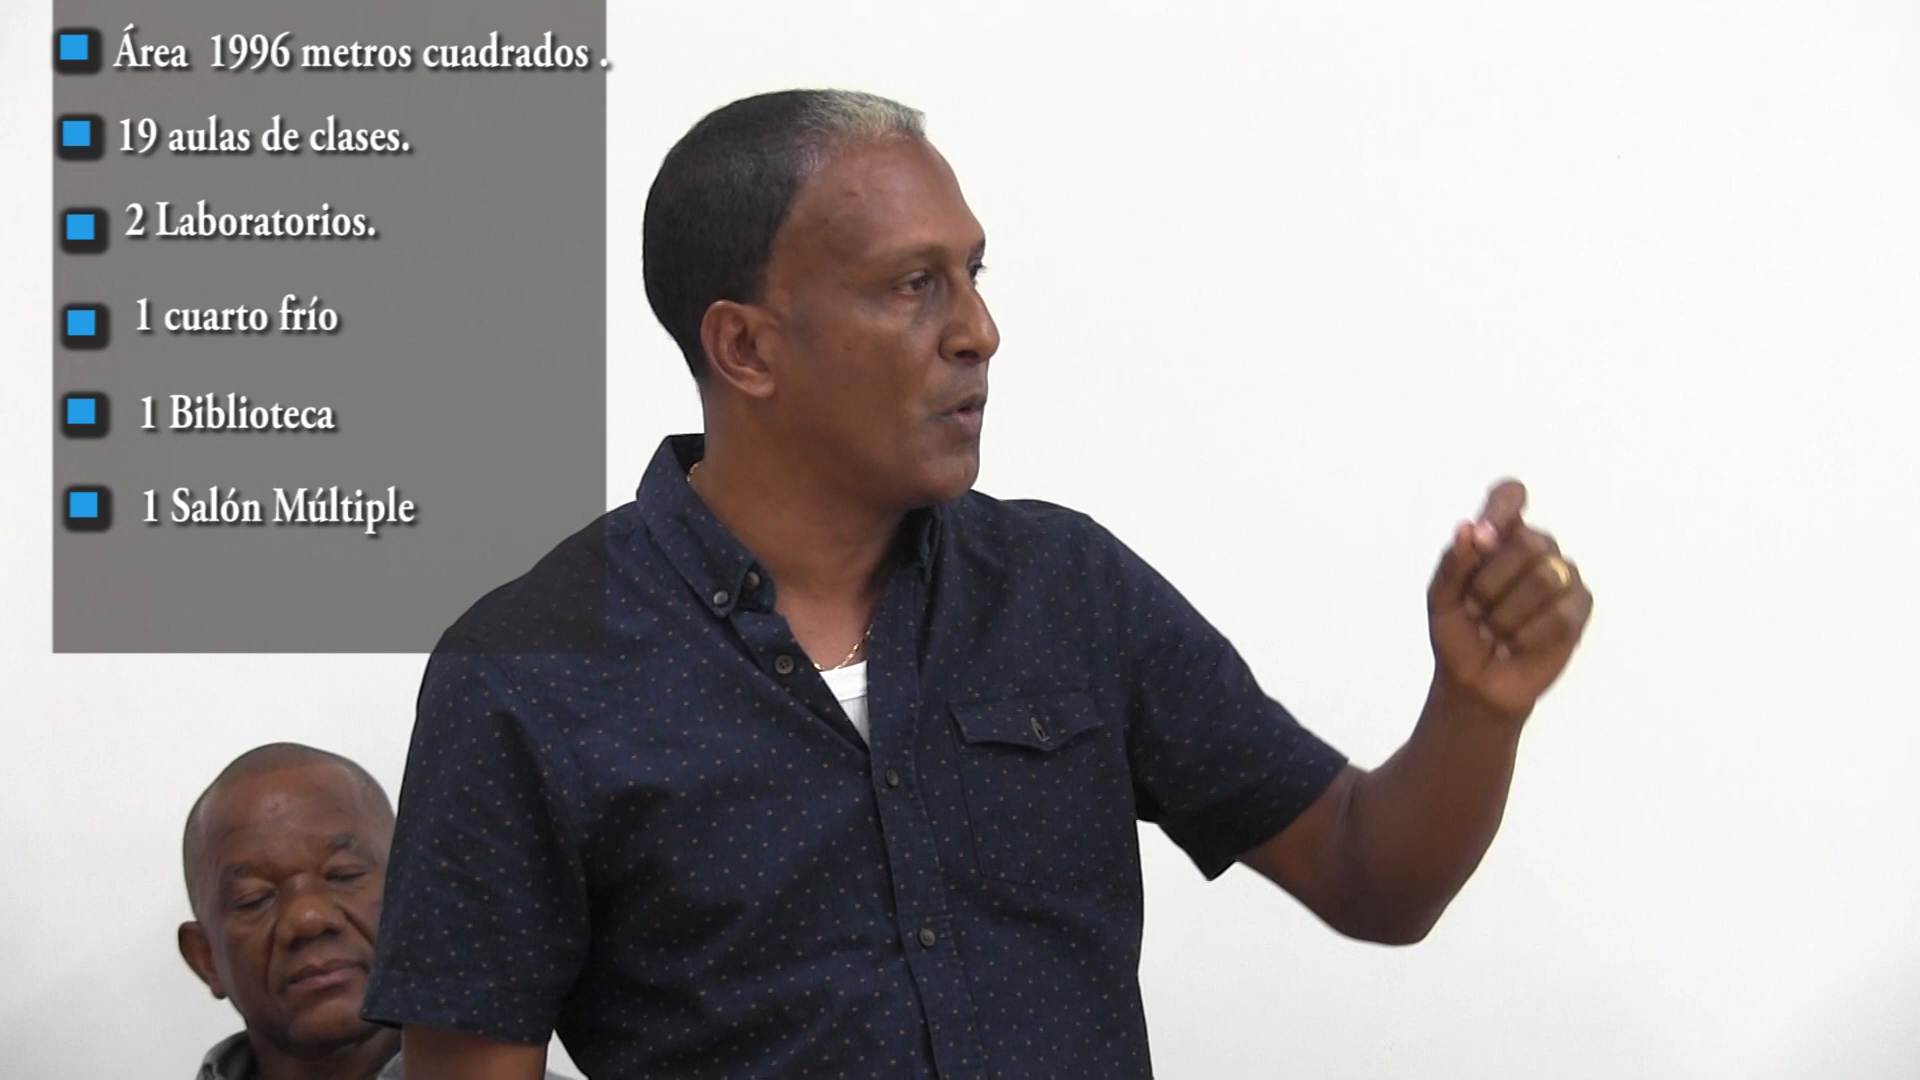 Área 1996 metros cuadrados .
19 aulas de clases.
2 Laboratorios.
1 cuarto frío
1 Biblioteca
1 Salón Múltiple